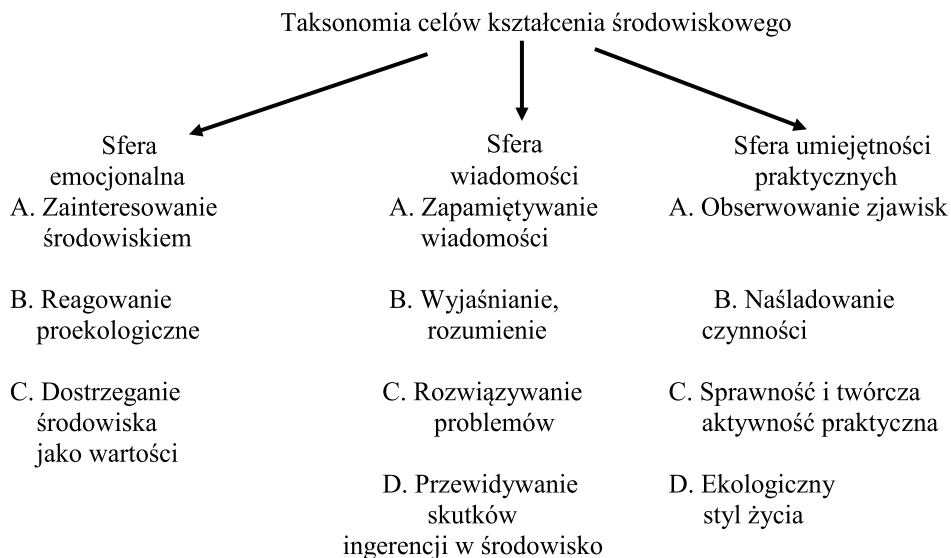 Taksonomia celów kształcenia środowiskowego
Sfera
emocjonalna
A. Zainteresowanie
środowiskiem
B. Reagowanie
proekologiczne
C. Dostrzeganie
środowiska
jako wartości
Sfera
wiadomości
A. Zapamiętywanie
wiadomości
B. Wyjaśnianie,
rozumienie
C. Rozwiązywanie
problemów
D. Przewidywanie
skutków
ingerencji w środowisko
Sfera umiejętności
praktycznych
A. Obserwowanie zjawisk
B. Naśladowanie
czynności
C. Sprawność i twórcza
aktywność praktyczna
D. Ekologiczny
styl życia